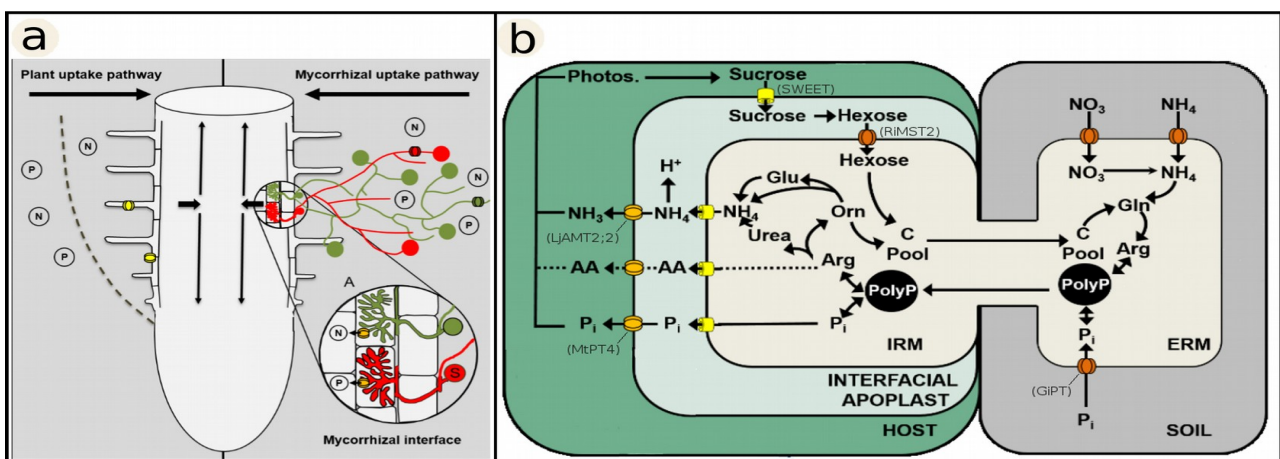 a
Plant uptake pathway
Mycorrhizal uptake pathway
N
P
N
P
N
N
P
P
A
N
P
S
Mycorrhizal interface
b
Photos.
Sucrose
(SWEET)
Sucrose
Hexose
(RiMST2)
Hexose
H+
Glu
NH3
NH4
NH4
Orn
(LjAMT2;2)
Urea
C
Pool
AA
AA
Arg
PolyP
Pi
Pi
Pi
(MtPT4)
IRM
INTERFACIAL
APOPLAST
HOST
NO3
NH4
NO3
NH4
Gln
C
Pool
Arg
PolyP
Pi
ERM
(GiPT)
Pi
SOIL